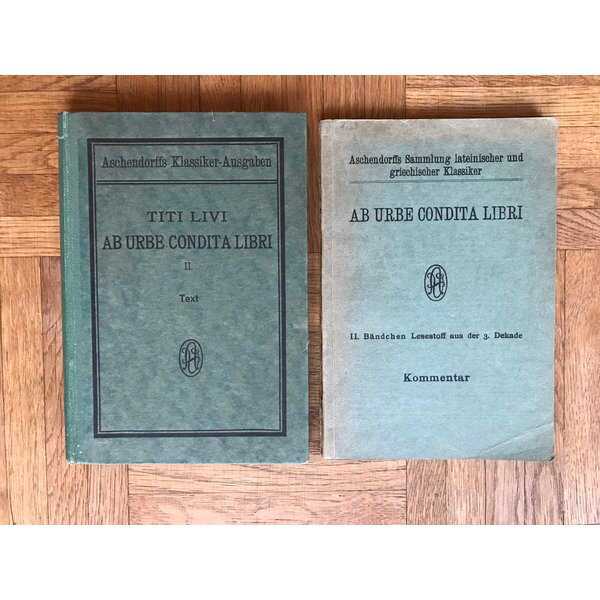 Aschendorffs Klassiker-Ausgaben
TITI LIVI
AB URBE CONDITA LIBRI
II.
Text
Aschendorffs Sammlung lateinischer und
griechischer Klassiker
AB URBE CONDITA LIBRI
II. Bändchen Lesestoff aus der 3. Dekade
Kommentar